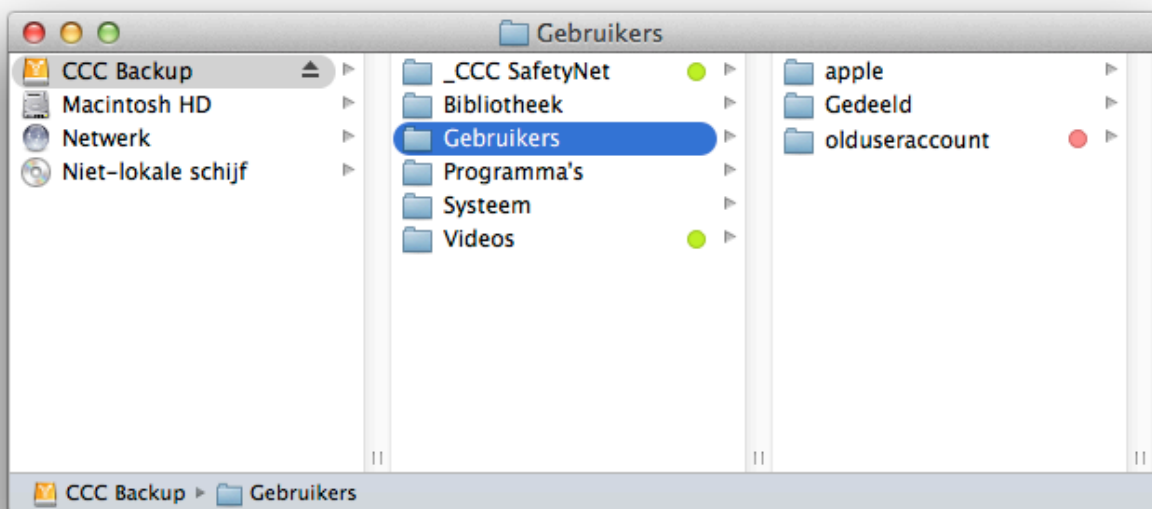 Gebruikers
CCC Backup
Macintosh HD
Netwerk
Niet-lokale schijf
_CCC SafetyNet
Bibliotheek
Gebruikers
Programma's
Systeem
Videos
apple
Gedeeld
olduseraccount
CCC Backup ▸ Gebruikers